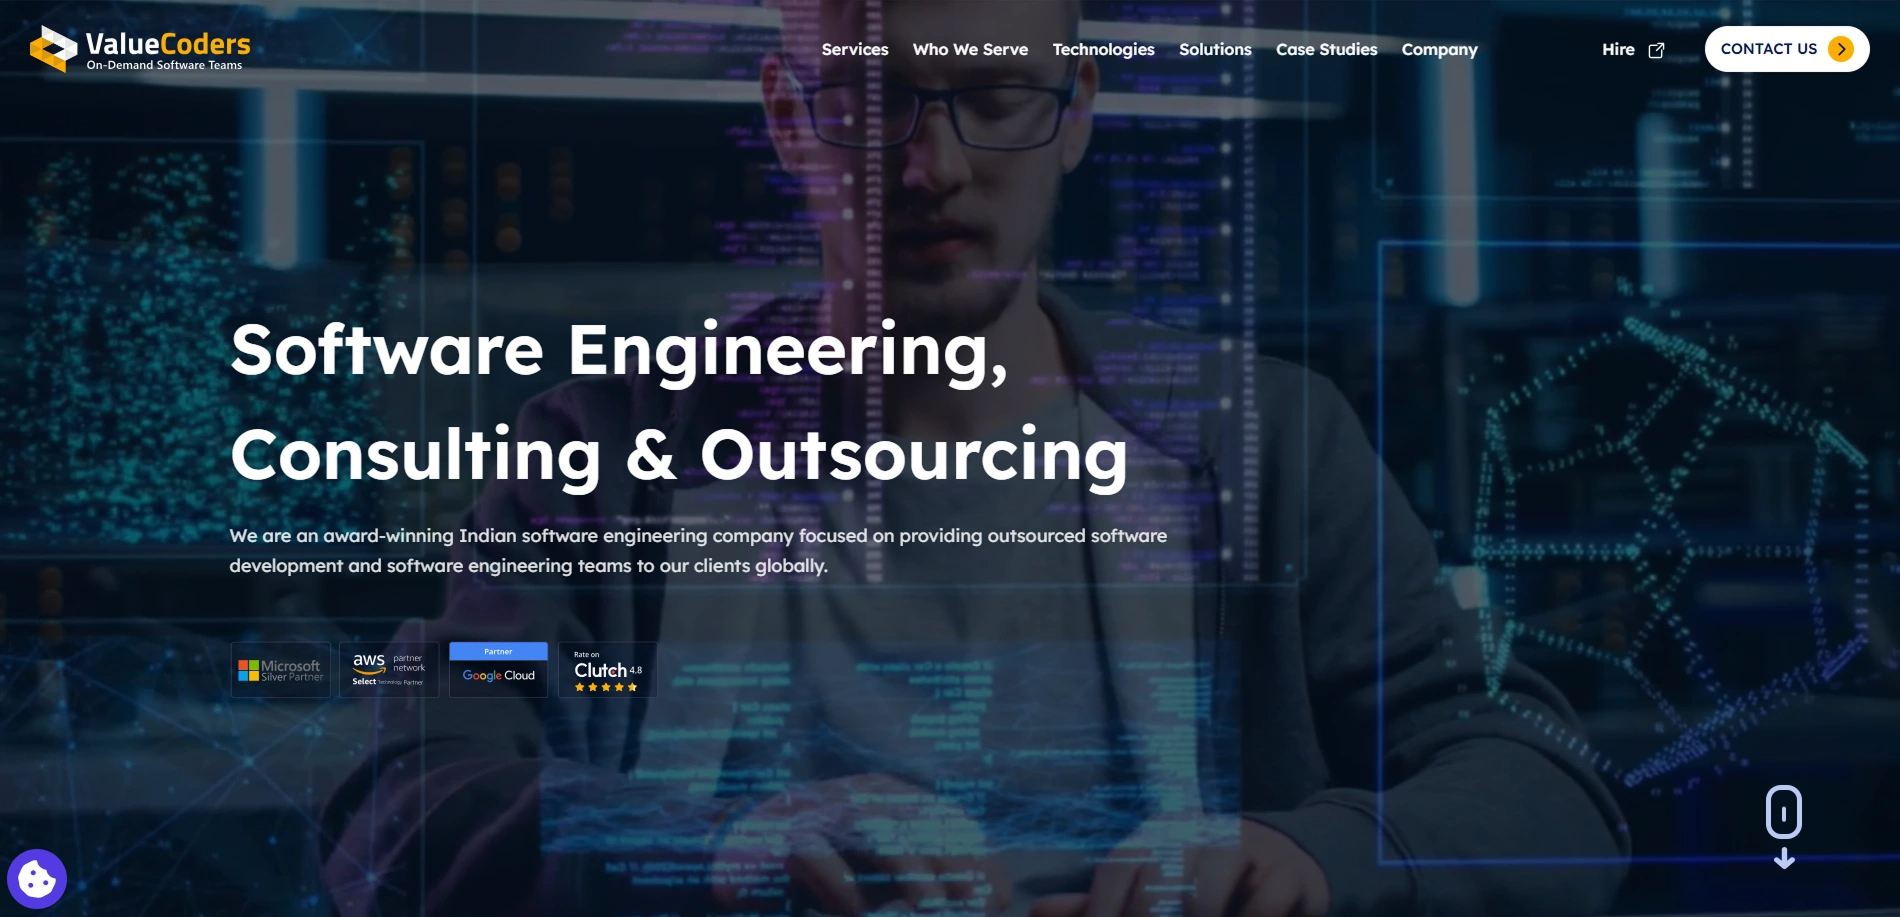 ValueCoders
On-Demand Software Teams
Services Who We Serve Technologies Solutions Case Studies Company Hire CONTACT US
Software Engineering,
Consulting & Outsourcing
We are an award-winning Indian software engineering company focused on providing outsourced software
development and software engineering teams to our clients globally.
Microsoft
Silver Partner
aws partner
network
Select Technology Partner
Partner
Google Cloud
Rate on
Clutch 4.8